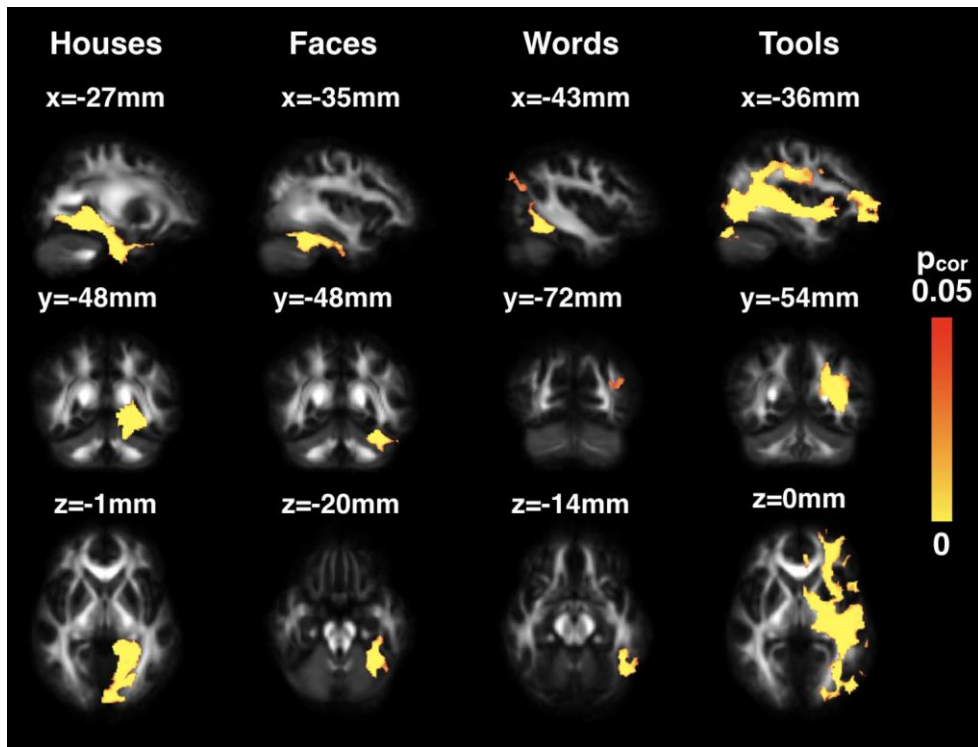 Houses Faces Words Tools
x=-27mm x=-35mm x=-43mm x=-36mm
p_cor
0.05
y=-48mm y=-48mm y=-72mm y=-54mm
z=-1mm z=-20mm z=-14mm z=0mm
0